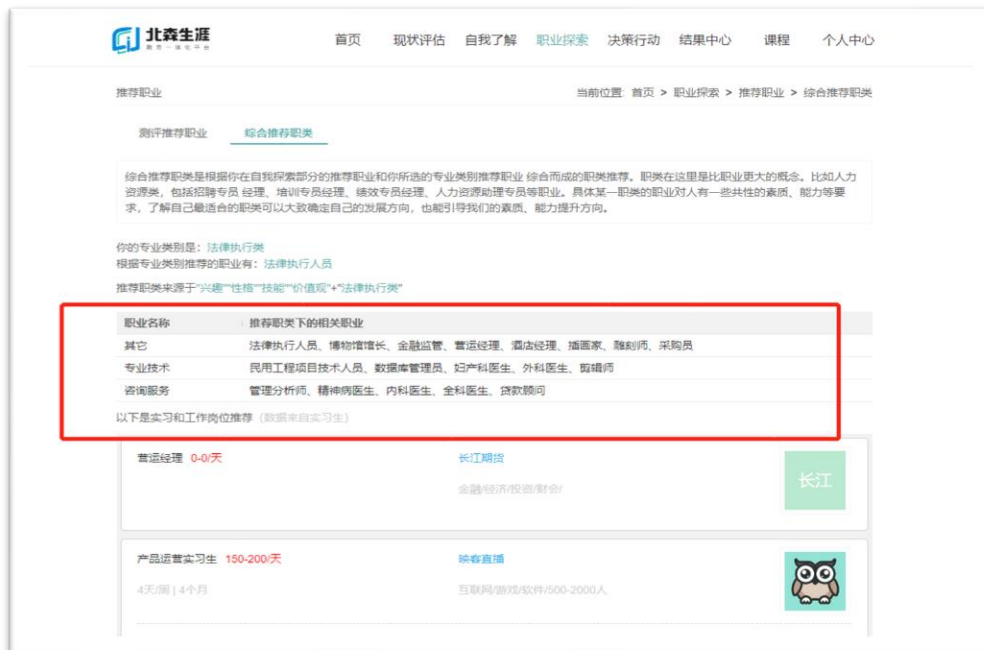 北森生涯
教育一体化平台
首页 现状评估 自我了解 职业探索 决策行动 结果中心 课程 个人中心
推荐职业 当前位置: 首页 > 职业探索 > 推荐职业 > 综合推荐职类
测评推荐职业 综合推荐职类
综合推荐职类是根据你在自我探索部分的推荐职业和你所选的专业类别推荐职业 综合而成的职类推荐。职类在这里是比职业更大的概念。比如人力
资源类，包括招聘专员 经理、培训专员经理、绩效专员经理、人力资源助理专员等职业。具体某一职类的职业对人有一些共性的素质、能力等要
求，了解自己最适合的职类可以大致确定自己的发展方向，也能引导我们的素质、能力提升方向。
你的专业类别是：法律执行类
根据专业类别推荐的职业有：法律执行人员
推荐职类来源于"兴趣""性格""技能""价值观"+"法律执行类"
职业名称 推荐职类下的相关职业
其它 法律执行人员、博物馆馆长、金融监管、营运经理、酒店经理、插画家、雕刻师、采购员
专业技术 民用工程项目技术人员、数据库管理员、妇产科医生、外科医生、剪辑师
咨询服务 管理分析师、精神病医生、内科医生、全科医生、贷款顾问
以下是实习和工作岗位推荐（数据来自实习生）
营运经理 0-0/天 长江期货
长江
金融/经济/投资/财会/
产品运营实习生 150-200/天 映客直播
4天/周 | 4个月 互联网/游戏/软件/500-2000人